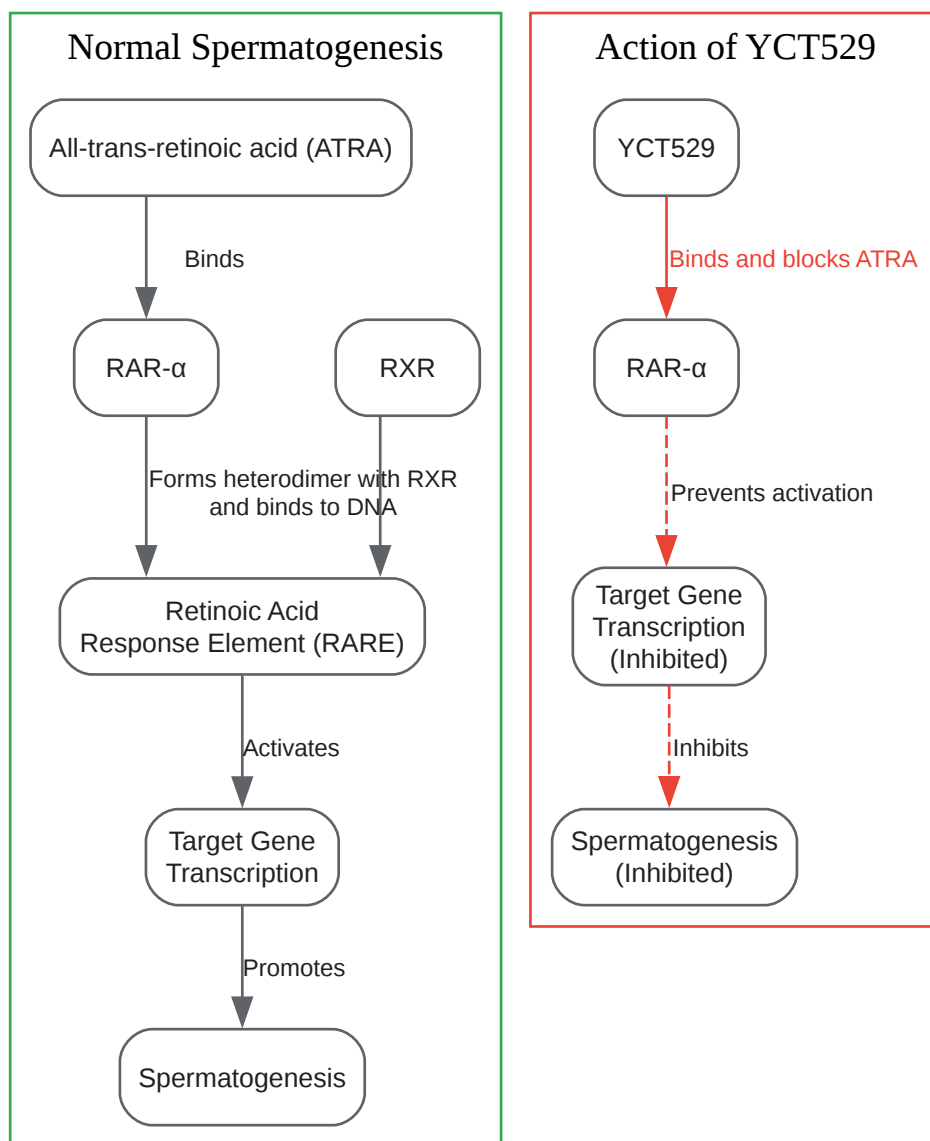 Normal Spermatogenesis
All-trans-retinoic acid (ATRA)
Binds
RAR-α
RXR
Forms heterodimer with RXR
and binds to DNA
Retinoic Acid
Response Element (RARE)
Activates
Target Gene
Transcription
Promotes
Spermatogenesis
Action of YCT529
YCT529
Binds and blocks ATRA
RAR-α
Prevents activation
Target Gene
Transcription
(Inhibited)
Inhibits
Spermatogenesis
(Inhibited)